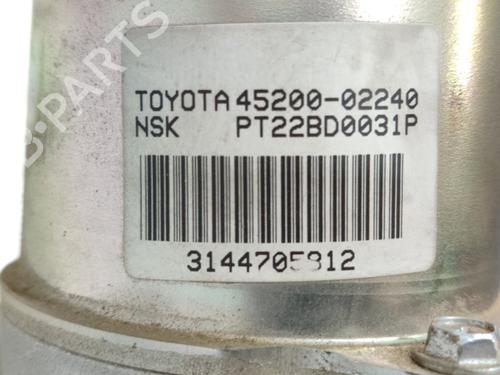 B-PARTS
TOYOTA 45200-02240
NSK PT22BD0031P
3144705812